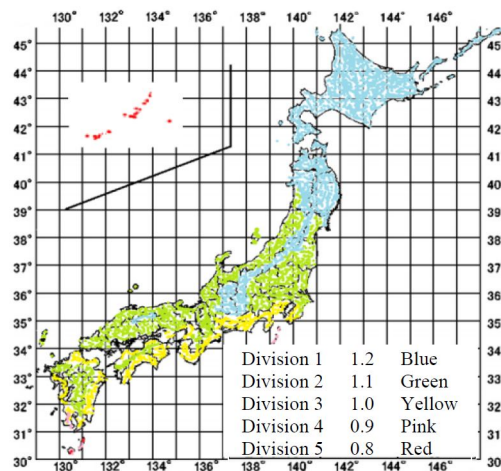 130° 132° 134° 136° 138° 140° 142° 144° 146°
45° 45
44° 44
43° 43
42° 42
41° 41
40° 40
39° 39
38° 38
37° 37
36° 36
35° 35
34° 34
Division 1 1.2 Blue
33° 33
Division 2 1.1 Green
32° 32
Division 3 1.0 Yellow
31° 31
Division 4 0.9 Pink
30° 30
Division 5 0.8 Red
130° 132° 134° 136° 138° 140° 142° 144° 146°